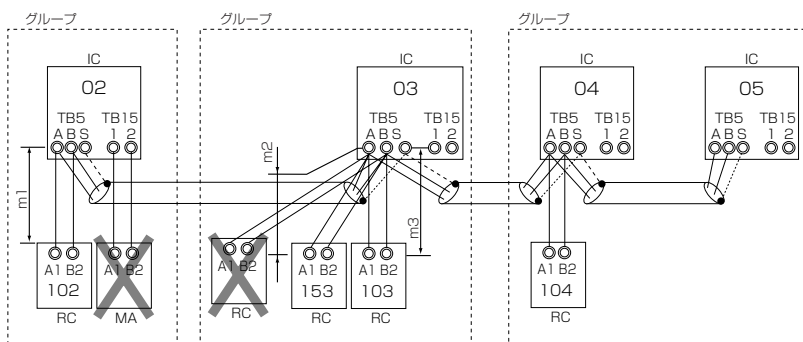 グループ
グループ
グループ
IC
IC
IC
IC
02
03
04
05
TB5 TB15
A B S 1 2
TB5 TB15
A B S 1 2
TB5 TB15
A B S 1 2
TB5 TB15
A B S 1 2
m1
m2
m3
A1 B2
102
RC
A1 B2
MA
A1 B2
RC
A1 B2
153
RC
A1 B2
103
RC
A1 B2
104
RC